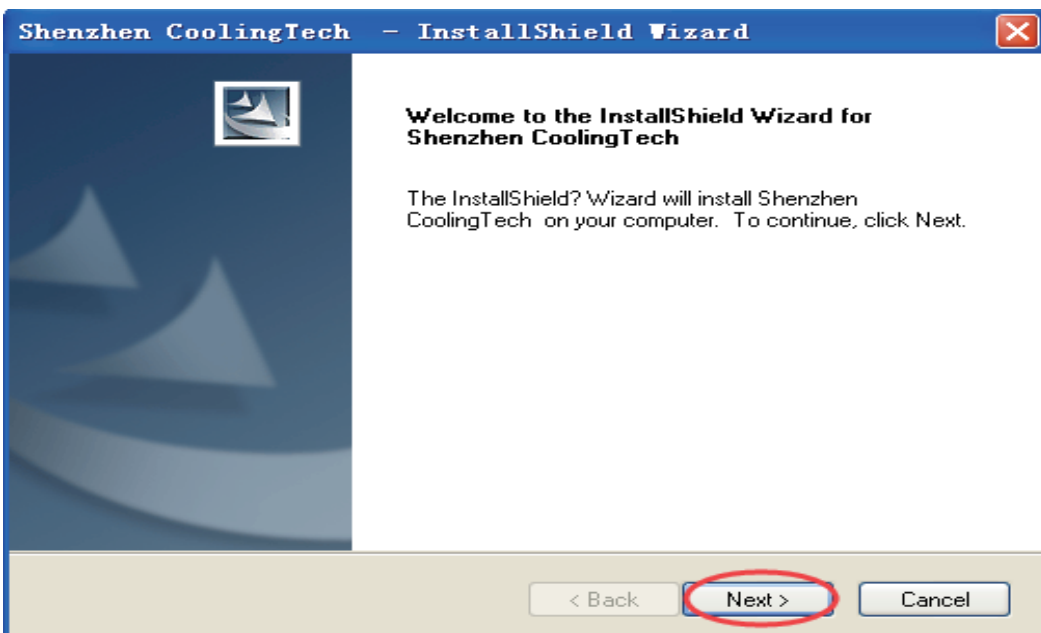 Shenzhen CoolingTech - InstallShield Wizard
Welcome to the InstallShield Wizard for
Shenzhen CoolingTech
The InstallShield? Wizard will install Shenzhen
CoolingTech on your computer. To continue, click Next.
< Back
Next >
Cancel